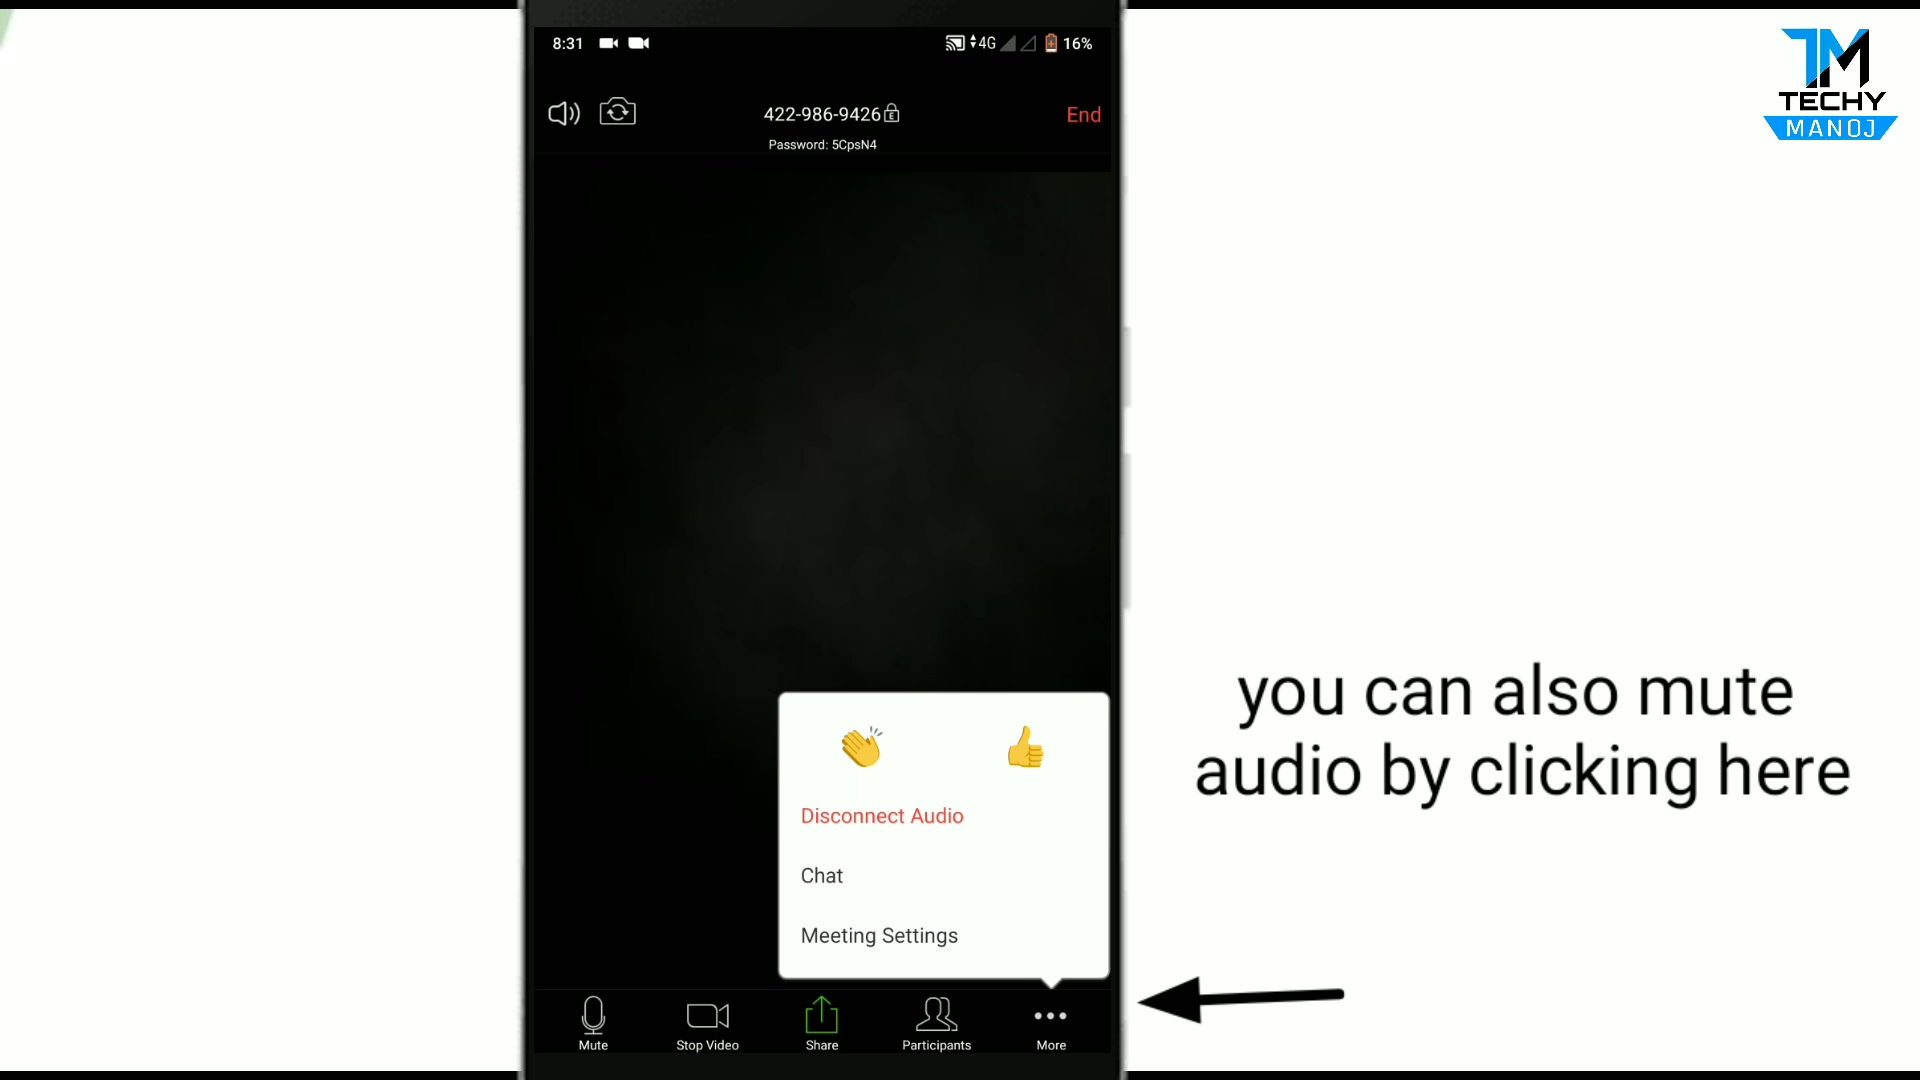 8:31
4G
16%
422-986-9426
End
Password: 5CpsN4
TM
TECHY
MANOJ
you can also mute
audio by clicking here
Disconnect Audio
Chat
Meeting Settings
Mute
Stop Video
Share
Participants
More